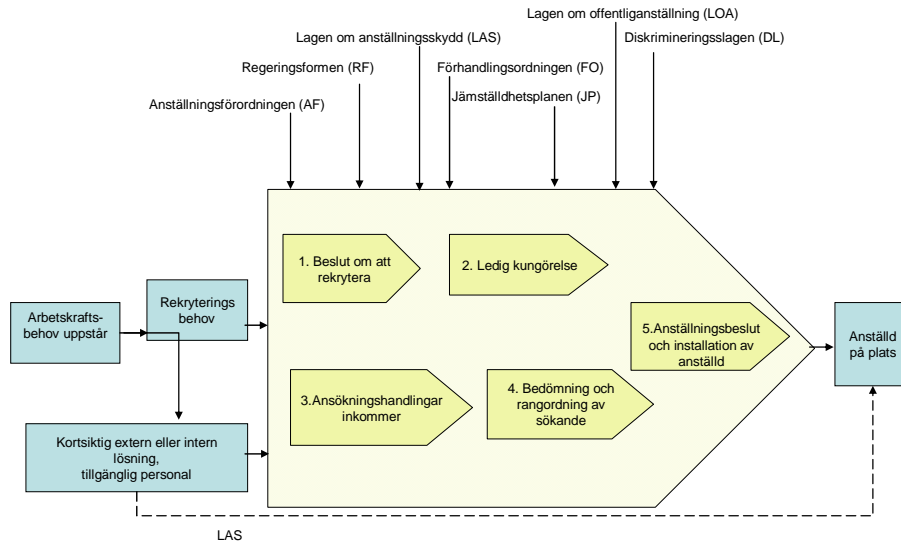 Lagen om offentliganställning (LOA)
Lagen om anställningsskydd (LAS)
Diskrimineringsslagen (DL)
Regeringsformen (RF)
Förhandlingsordningen (FO)
Jämställdhetsplanen (JP)
Anställningsförordningen (AF)
1. Beslut om att
rekrytera
2. Ledig kungörelse
Rekryterings
behov
Arbetskrafts-
behov uppstår
5.Anställningsbeslut
och installation av
anställd
Anställd
på plats
3.Ansökningshandlingar
inkommer
4. Bedömning och
rangordning av
sökande
Kortsiktig extern eller intern
lösning,
tillgänglig personal
LAS